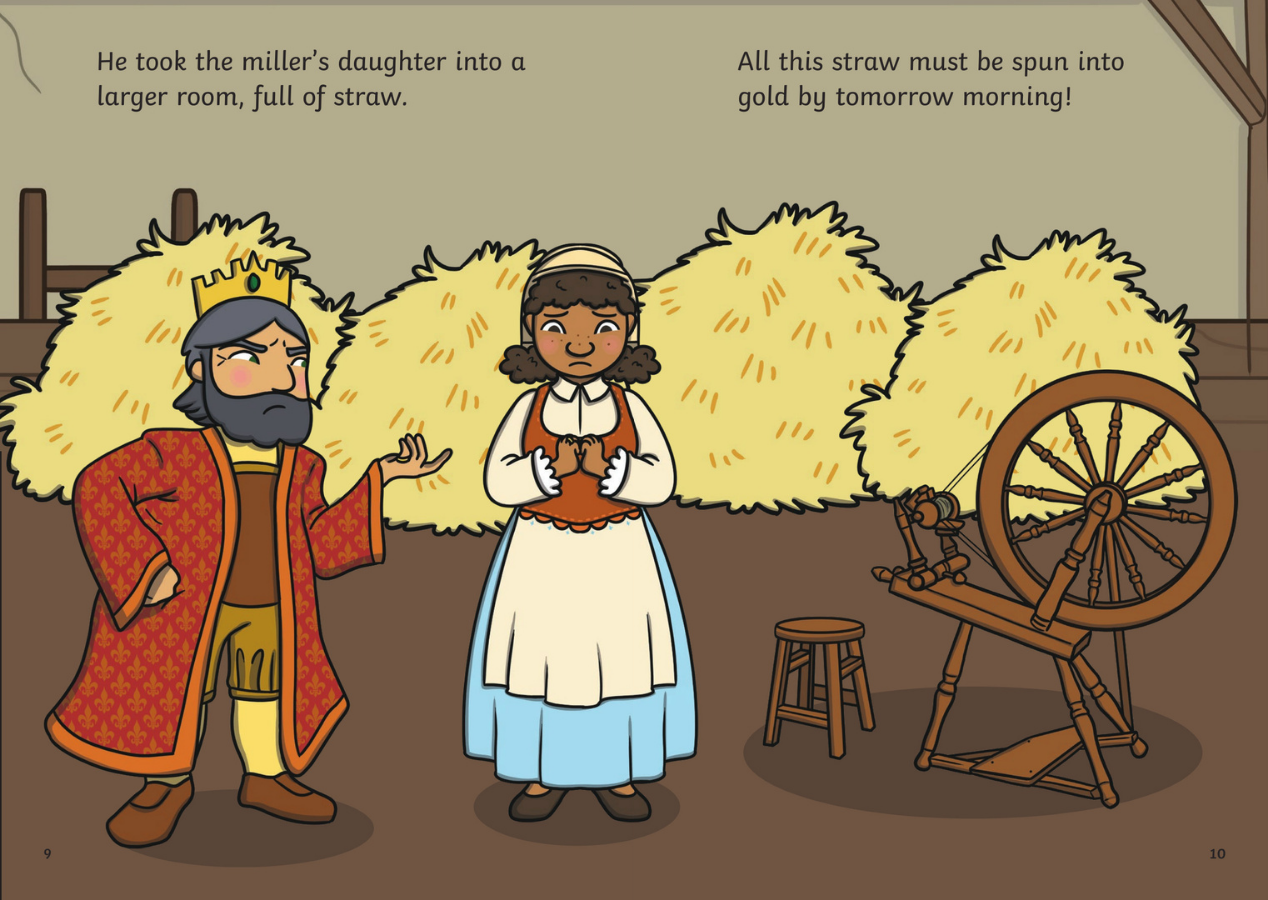 He took the miller's daughter into a
larger room, full of straw.
All this straw must be spun into
gold by tomorrow morning!
9
10